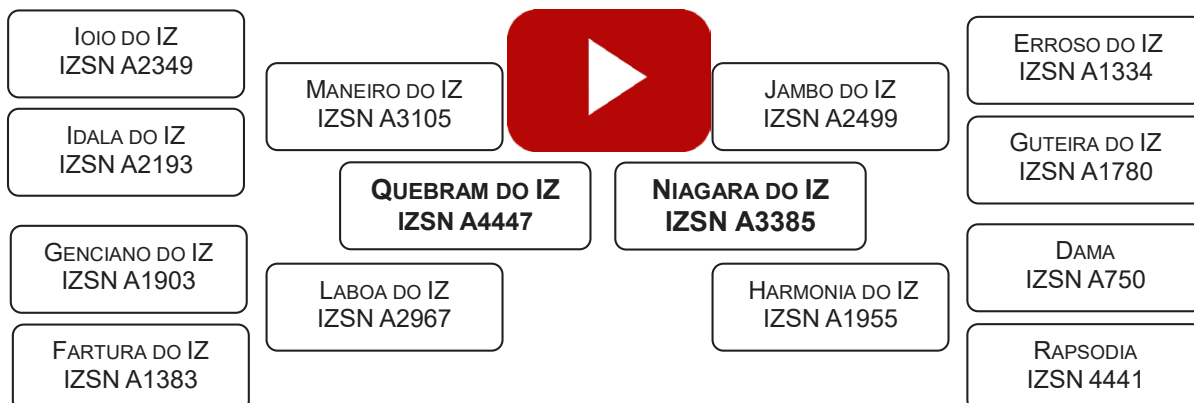 IOIO DO IZ
IZSN A2349
IDALA DO IZ
IZSN A2193
GENCIANO DO IZ
IZSN A1903
FARTURA DO IZ
IZSN A1383
MANEIRO DO IZ
IZSN A3105
LABOA DO IZ
IZSN A2967
QUEBRAM DO IZ
IZSN A4447
NIAGARA DO IZ
IZSN A3385
JAMBO DO IZ
IZSN A2499
HARMONIA DO IZ
IZSN A1955
ERROSO DO IZ
IZSN A1334
GUTEIRA DO IZ
IZSN A1780
DAMA
IZSN A750
RAPSODIA
IZSN 4441